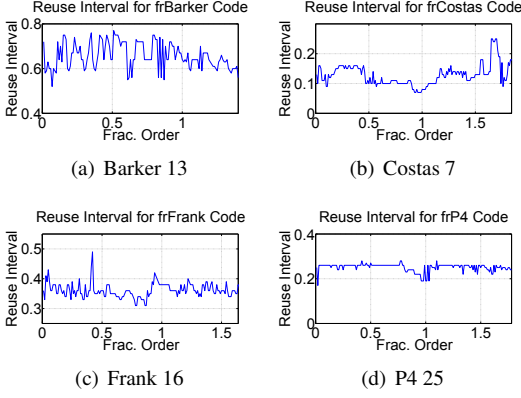 Reuse Interval for frBarker Code
Reuse Interval
0.8
0.6
0.4
0
0.5
1
Frac. Order
(a) Barker 13
Reuse Interval for frCostas Code
Reuse Interval
0.2
0.1
0
0
0.5
1
1.5
Frac. Order
(b) Costas 7
Reuse Interval for frFrank Code
Reuse Interval
0.5
0.4
0.3
0
0.5
1
1.5
Frac. Order
(c) Frank 16
Reuse Interval for frP4 Code
Reuse Interval
0.4
0.2
0
0
0.5
1
1.5
Frac. Order
(d) P4 25